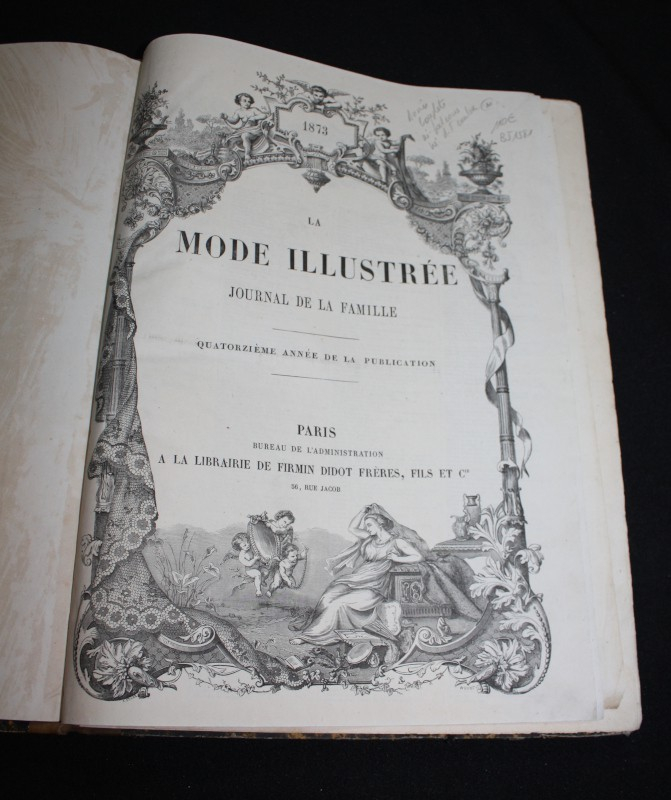 1873
LA
MODE ILLUSTRÉE
JOURNAL DE LA FAMILLE
QUATORZIÈME ANNÉE DE LA PUBLICATION
PARIS
BUREAU DE L'ADMINISTRATION
A LA LIBRAIRIE DE FIRMIN DIDOT FRÈRES, FILS ET Cie
56, RUE JACOB